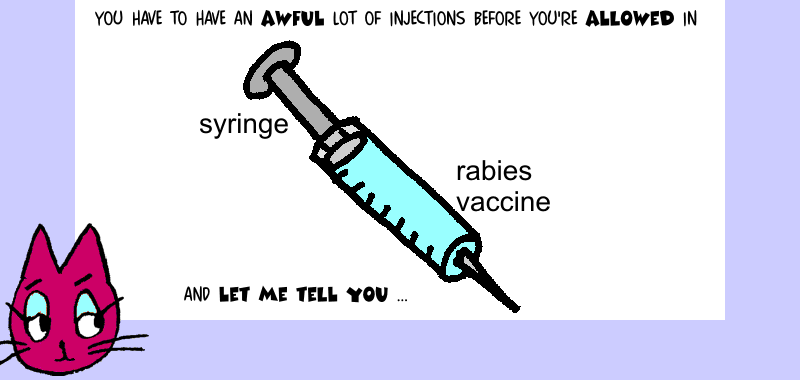 YOU HAVE TO HAVE AN AWFUL LOT OF INJECTIONS BEFORE YOU'RE ALLOWED IN
syringe
rabies
vaccine
AND LET ME TELL YOU ...